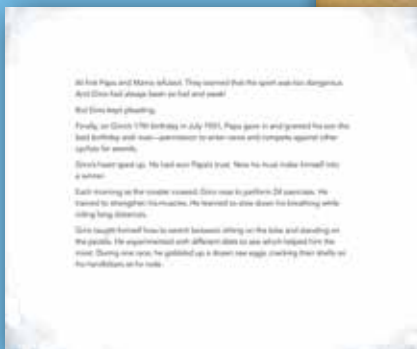 At first Papa and Mama refused. They worried that the sport was too dangerous.
And Gino had always been so frail and weak!
But Gino kept pleading.
Finally, on Gino's 17th birthday in July 1931, Papa gave in and granted his son the
best birthday wish ever—permission to enter races and compete against other
cyclists for awards.
Gino's heart sped up. He had won Papa's trust. Now he must make himself into
a winner.
Each morning as the rooster crowed, Gino rose to perform 24 exercises. He
trained to strengthen his muscles. He learned to slow down his breathing while
riding long distances.
Gino taught himself how to switch between sitting on the bike and standing on
the pedals. He experimented with different diets to see which helped him the
most. During one race, he gobbled up a dozen raw eggs, cracking their shells on
his handlebars as he rode.